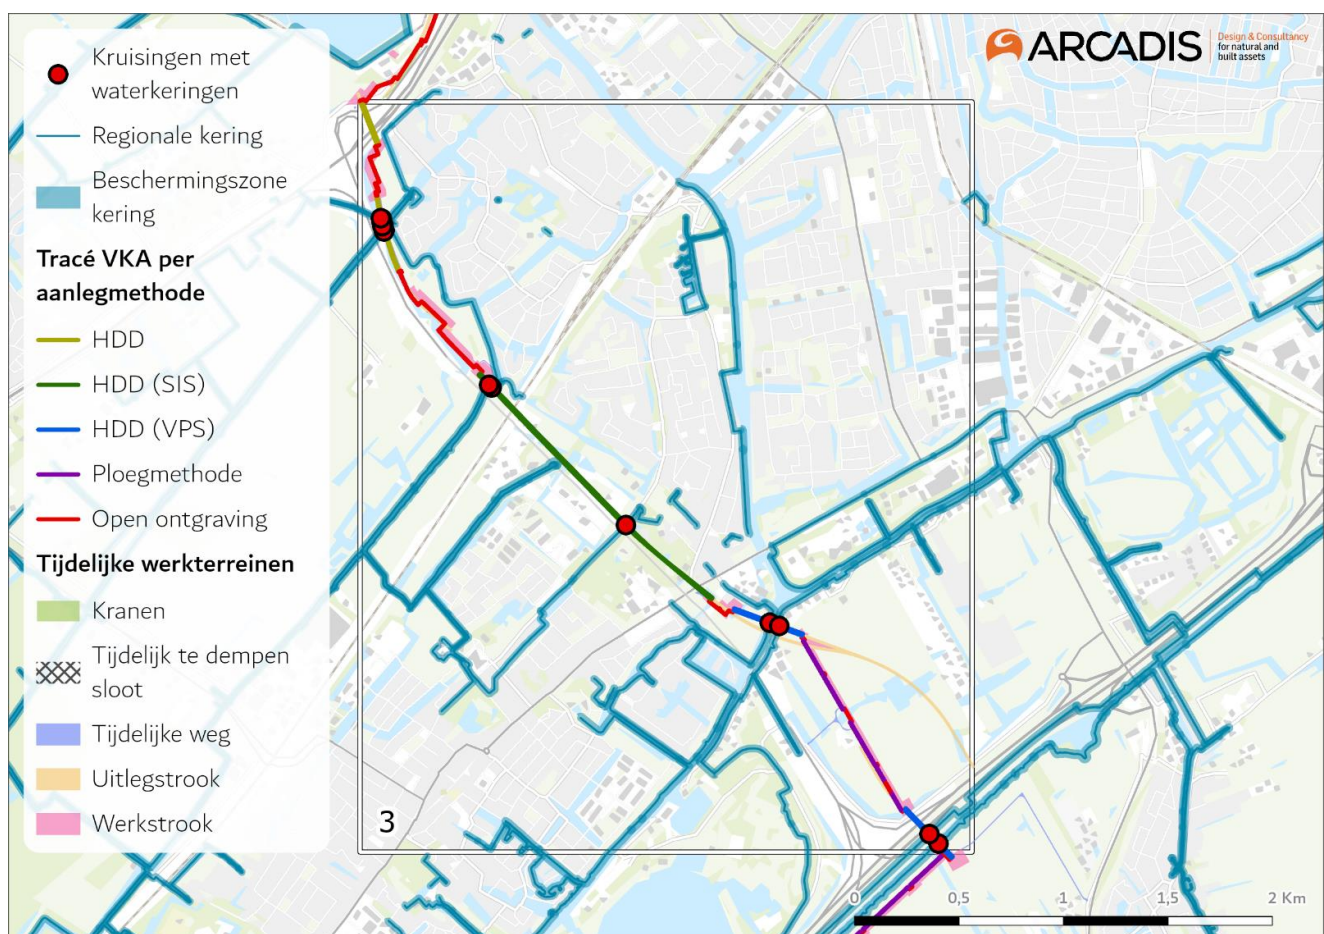 Kruisingen met
waterkeringen
Regionale kering
Beschermingszone
kering
Tracé VKA per
aanlegmethode
HDD
HDD (SIS)
HDD (VPS)
Ploegmethode
Open ontgraving
Tijdelijke werkterreinen
Kranen
Tijdelijk te dempen
sloot
Tijdelijke weg
Uitlegstrook
Werkstrook
ARCADIS
Design & Consultancy
for natural and
built assets
3
0 0,5 1 1,5 2 Km